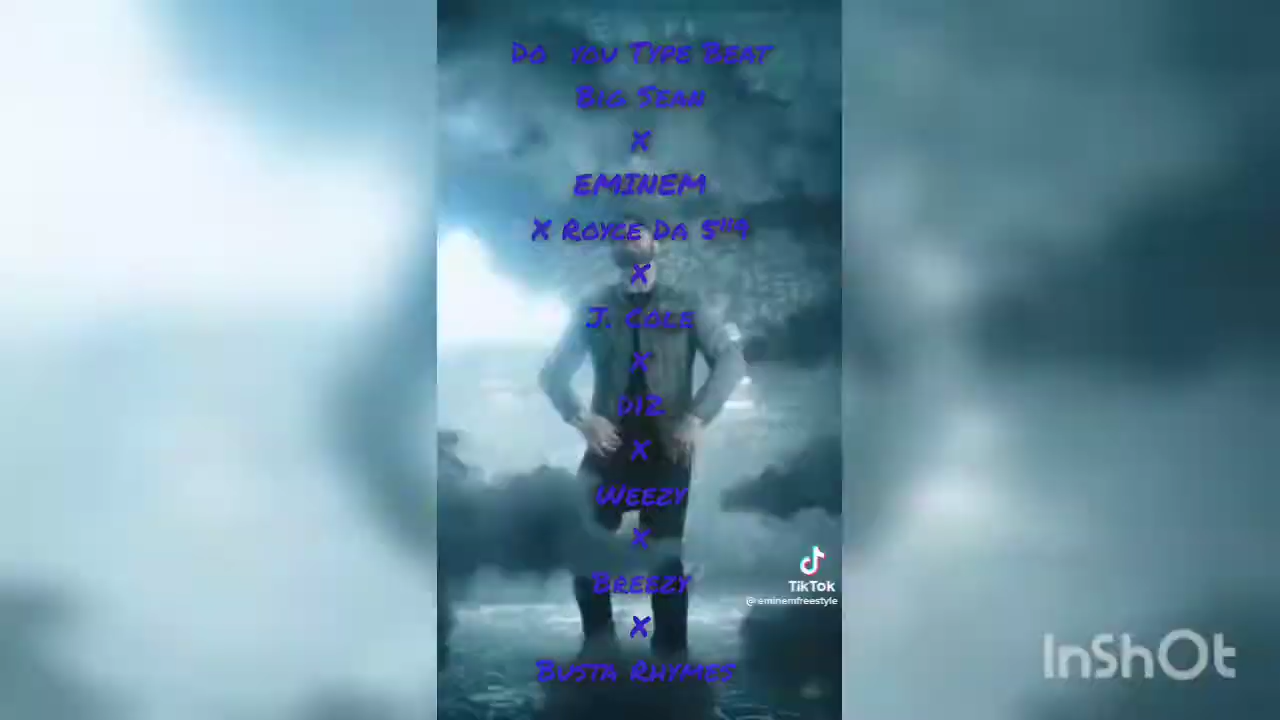 Do you Type Beat
Big Sean
X
EMINEM
X Royce Da 5"9
X
J. Cole
X
D12
X
Weezy
X
Breezy
X
Busta Rhymes
TikTok
@eminemfreestyle
InShOt